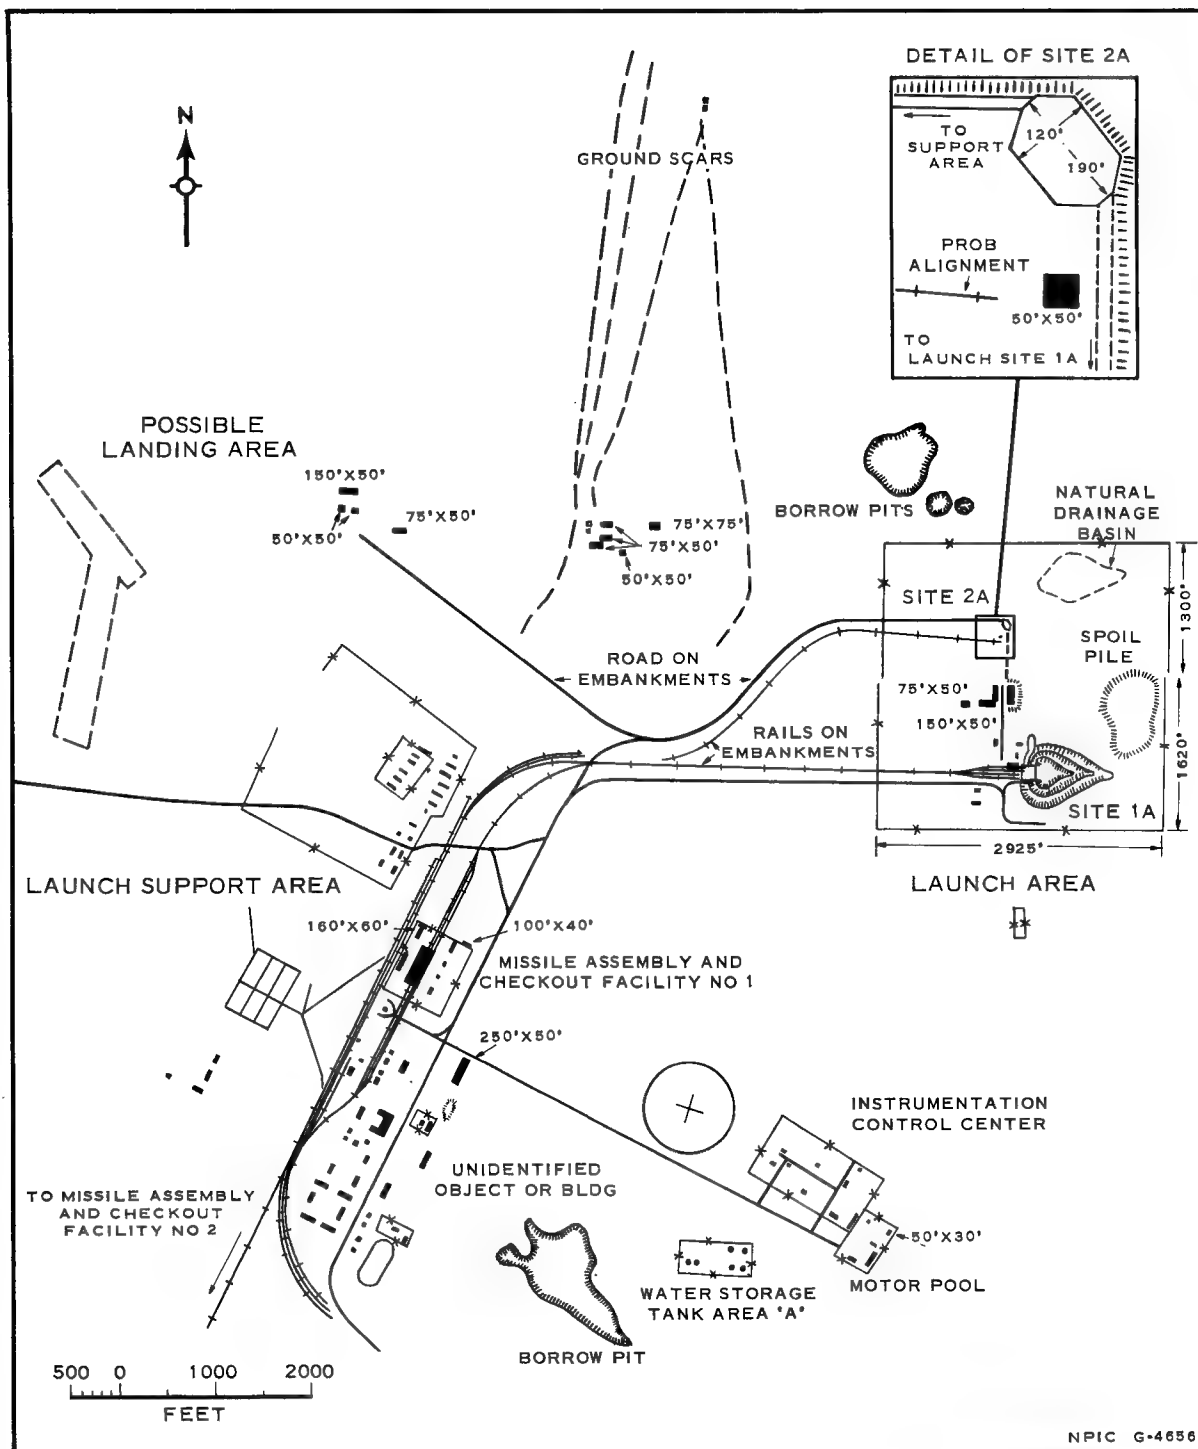 DETAIL OF SITE 2A
N
TO
SUPPORT
AREA
120'
190'
PROB
ALIGNMENT
50'X50'
TO
LAUNCH SITE 1A
GROUND SCARS
POSSIBLE
LANDING AREA
150'X50'
50'X50'
75'X50'
75'X75'
75'X50'
50'X50'
BORROW PITS
NATURAL
DRAINAGE
BASIN
SITE 2A
1300'
SPOIL
PILE
ROAD ON
EMBANKMENTS
75'X50'
150'X50'
RAILS ON
EMBANKMENTS
1620'
SITE 1A
2925'
LAUNCH AREA
LAUNCH SUPPORT AREA
160'X60'
100'X40'
MISSILE ASSEMBLY AND
CHECKOUT FACILITY NO 1
250'X50'
INSTRUMENTATION
CONTROL CENTER
UNIDENTIFIED
OBJECT OR BLDG
TO MISSILE ASSEMBLY
AND CHECKOUT
FACILITY NO 2
50'X30'
MOTOR POOL
WATER STORAGE
TANK AREA 'A'
BORROW PIT
500 0 1000 2000
FEET
NPIC G-4656